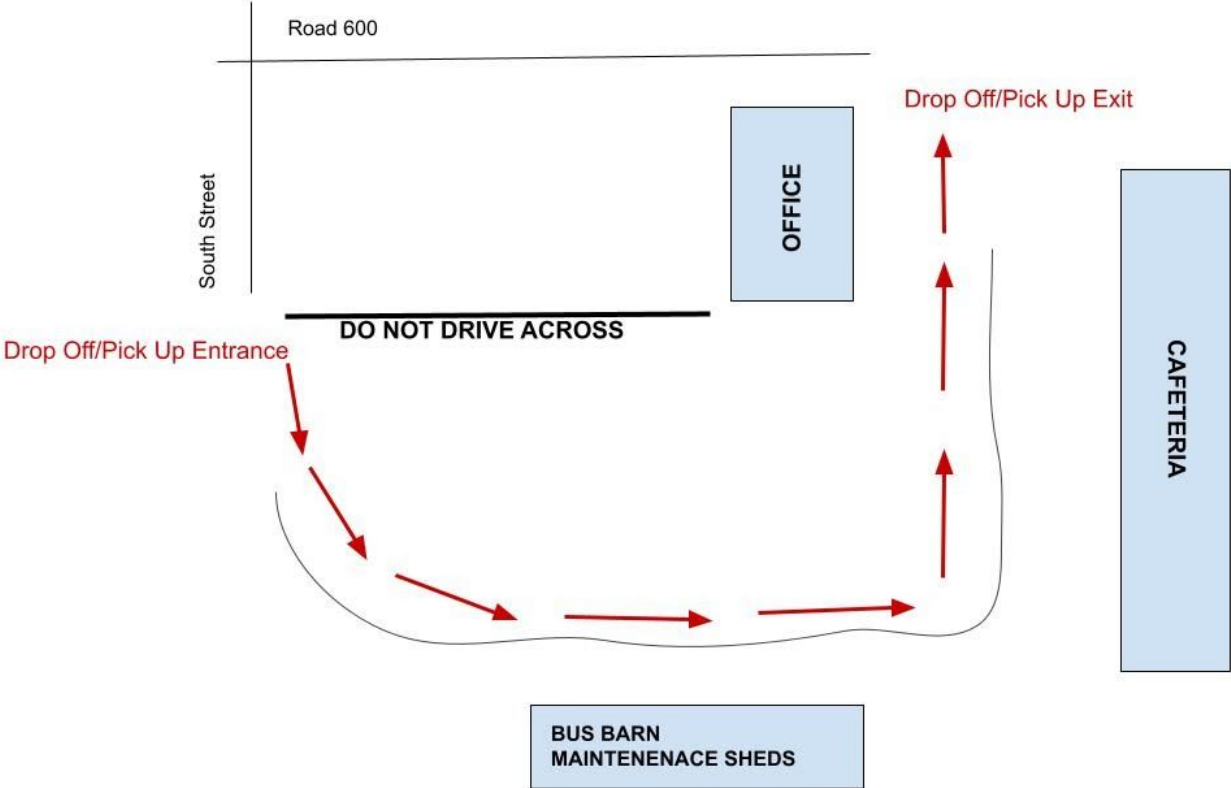 Road 600
Drop Off/Pick Up Exit
OFFICE
South Street
DO NOT DRIVE ACROSS
Drop Off/Pick Up Entrance
CAFETERIA
BUS BARN
MAINTENENACE SHEDS